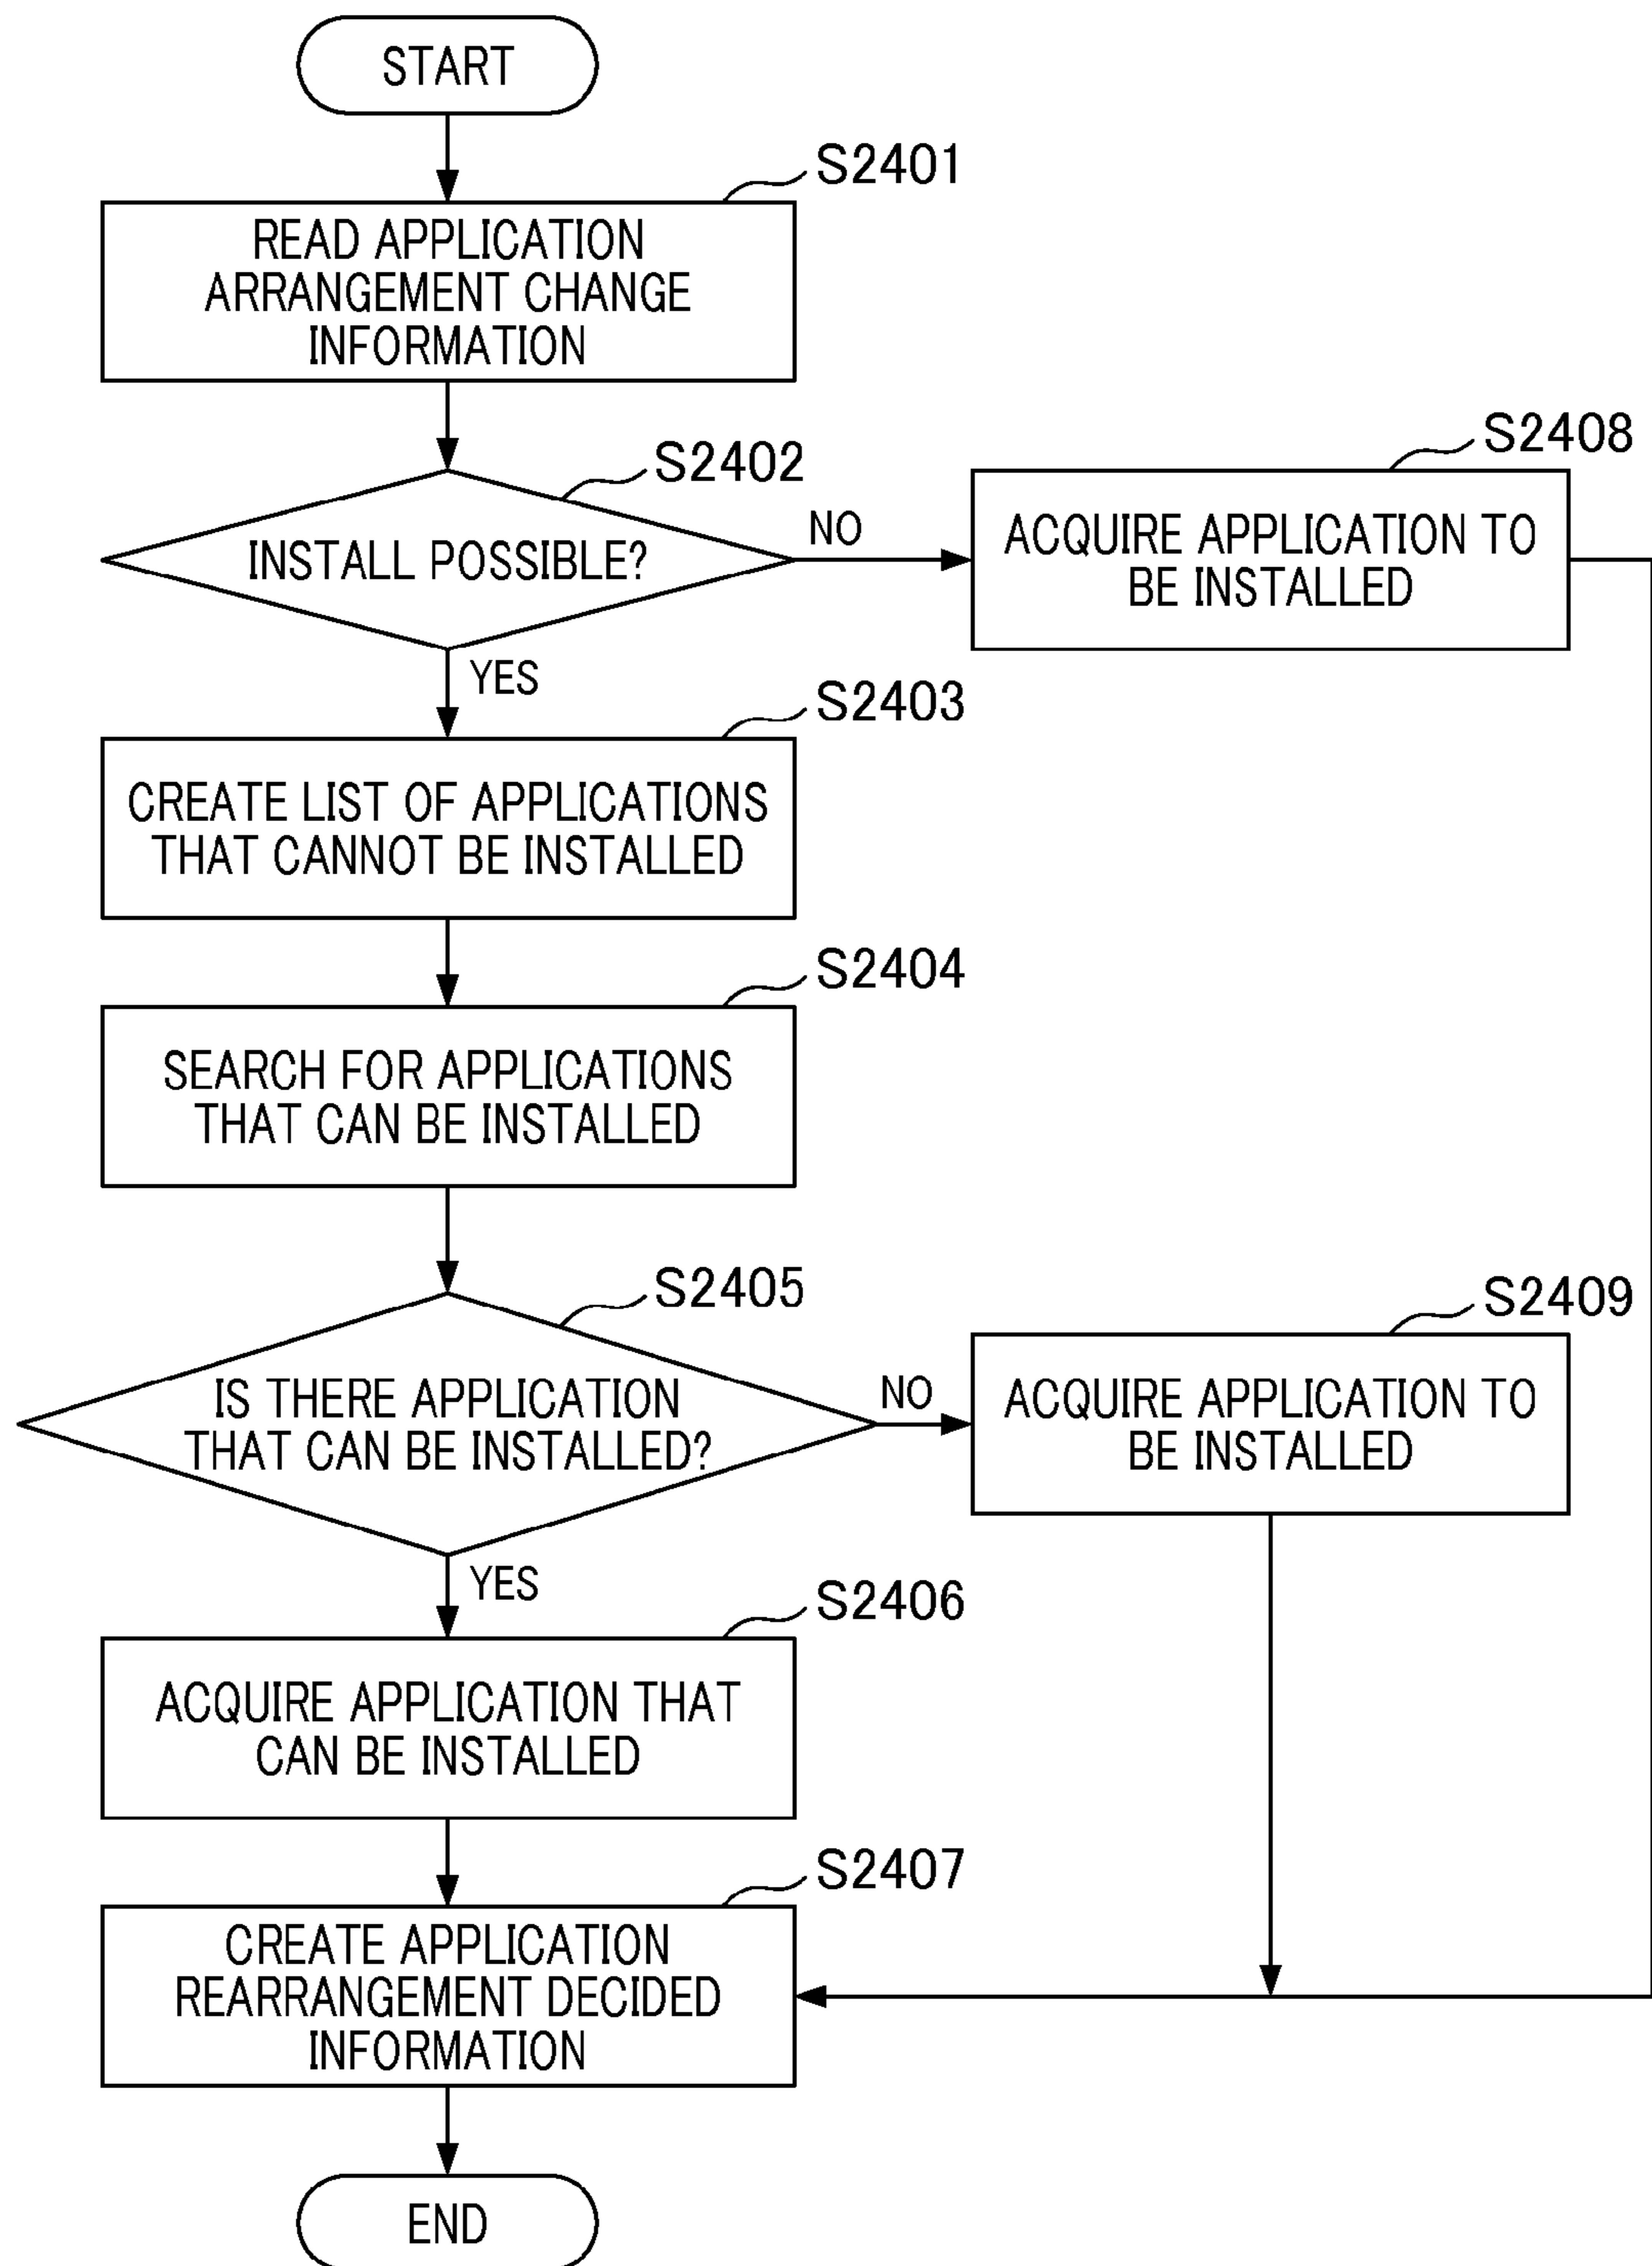 START
S2401
READ APPLICATION
ARRANGEMENT CHANGE
INFORMATION
S2402
INSTALL POSSIBLE?
NO
S2408
ACQUIRE APPLICATION TO
BE INSTALLED
YES
S2403
CREATE LIST OF APPLICATIONS
THAT CANNOT BE INSTALLED
S2404
SEARCH FOR APPLICATIONS
THAT CAN BE INSTALLED
S2405
IS THERE APPLICATION
THAT CAN BE INSTALLED?
NO
S2409
ACQUIRE APPLICATION TO
BE INSTALLED
YES
S2406
ACQUIRE APPLICATION THAT
CAN BE INSTALLED
S2407
CREATE APPLICATION
REARRANGEMENT DECIDED
INFORMATION
END